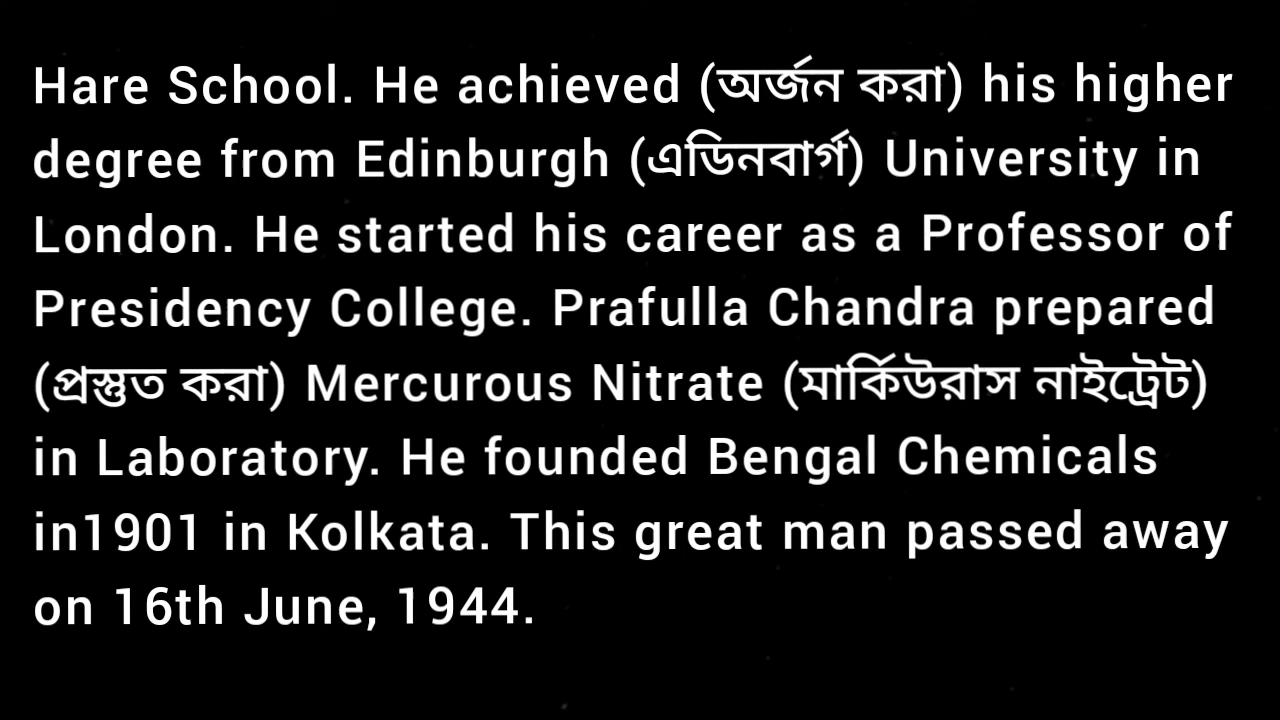 Hare School. He achieved (অর্জন করা) his higher
degree from Edinburgh (এডিনবার্গ) University in
London. He started his career as a Professor of
Presidency College. Prafulla Chandra prepared
(প্রস্তুত করা) Mercurous Nitrate (মার্কিউরাস নাইট্রেট)
in Laboratory. He founded Bengal Chemicals
in1901 in Kolkata. This great man passed away
on 16th June, 1944.